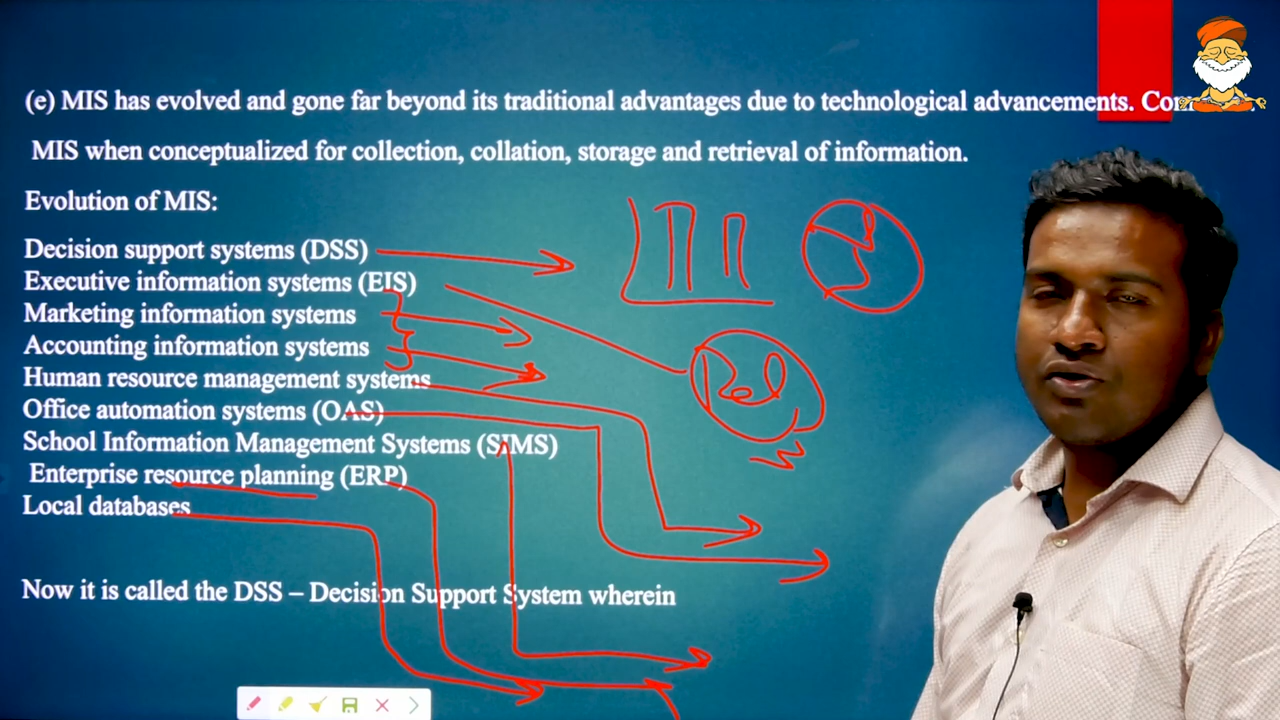 (e) MIS has evolved and gone far beyond its traditional advantages due to technological advancements.
MIS when conceptualized for collection, collation, storage and retrieval of information.
Evolution of MIS:
Decision support systems (DSS)
Executive information systems (EIS)
Marketing information systems
Accounting information systems
Human resource management systems
Office automation systems (OAS)
School Information Management Systems (SIMS)
Enterprise resource planning (ERP)
Local databases
Now it is called the DSS – Decision Support System wherein